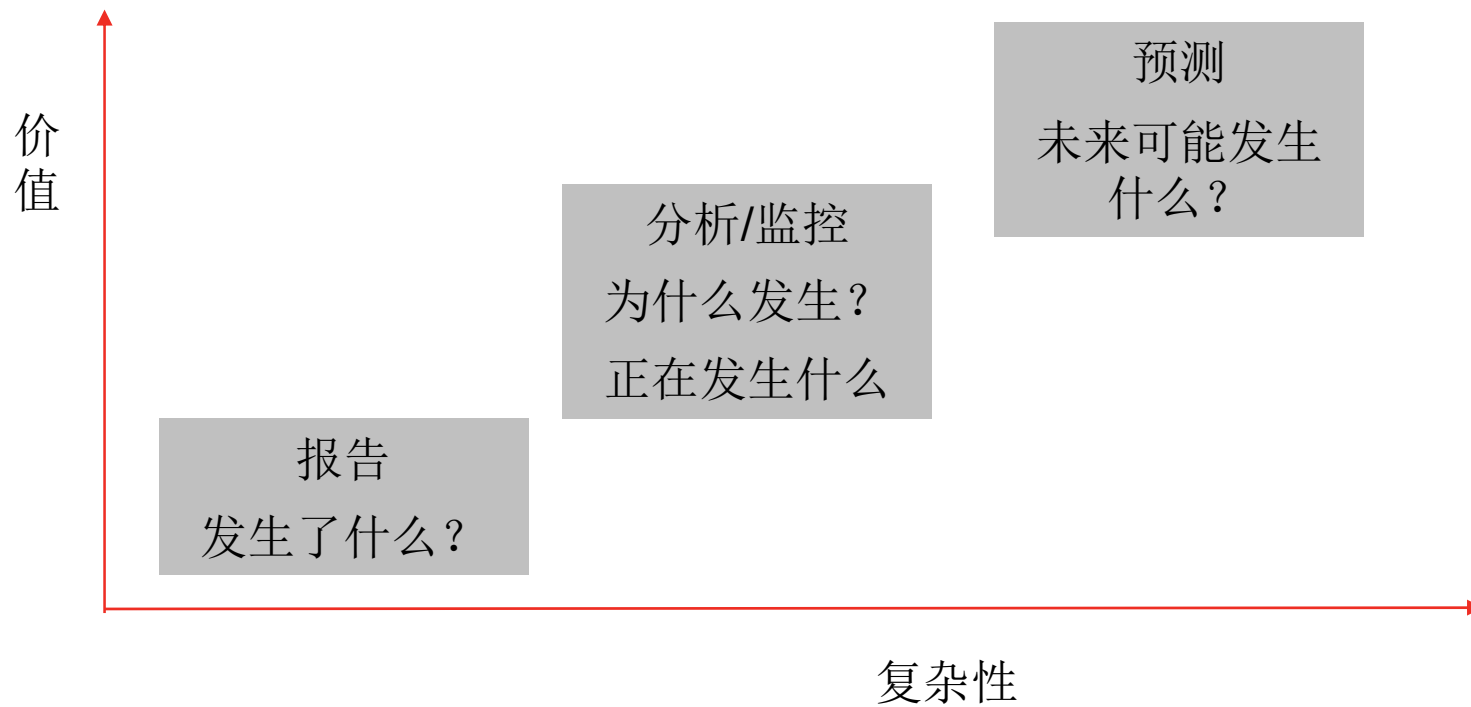 价
值
预测
未来可能发生
什么？
分析/监控
为什么发生？
正在发生什么
报告
发生了什么？
复杂性